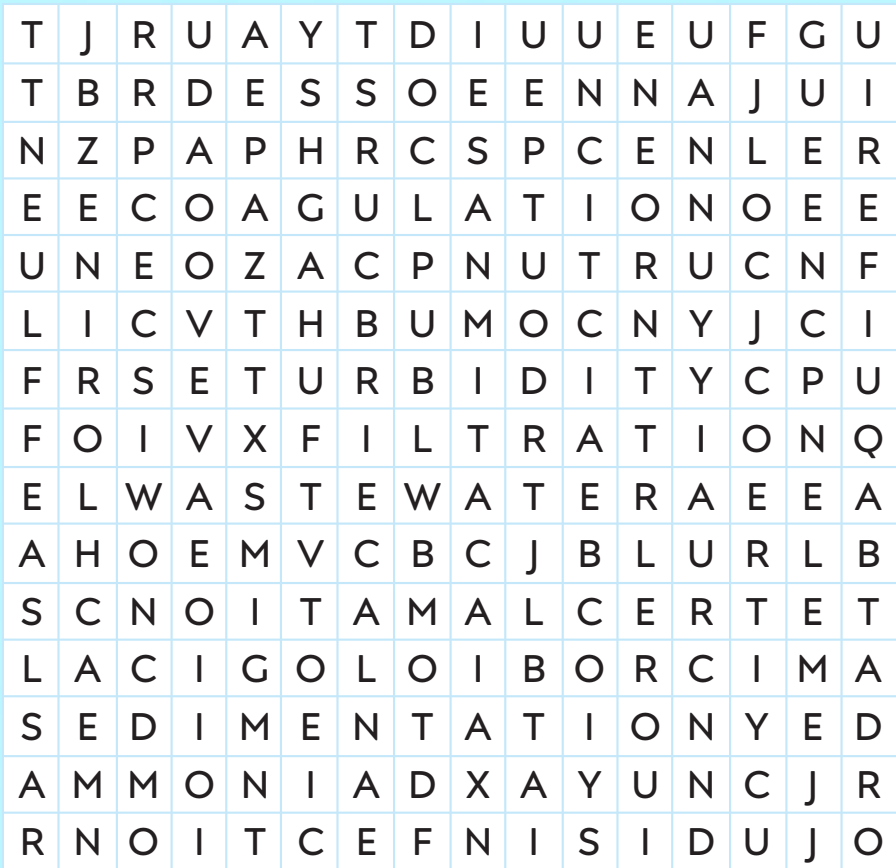 T J R U A Y T D I U U E U F G U
T B R D E S S O E E N N A J U I
N Z P A P H R C S P C E N L E R
E E C O A G U L A T I O N O E E
U N E O Z A C P N U T R U C N F
L I C V T H B U M O C N Y J C I
F R S E T U R B I D I T Y C P U
F O I V X F I L T R A T I O N Q
E L W A S T E W A T E R A E E A
A H O E M V C B C J B L U R L B
S C N O I T A M A L C E R T E T
L A C I G O L O I B O R C I M A
S E D I M E N T A T I O N Y E D
A M M O N I A D X A Y U N C J R
R N O I T C E F N I S I D U J O